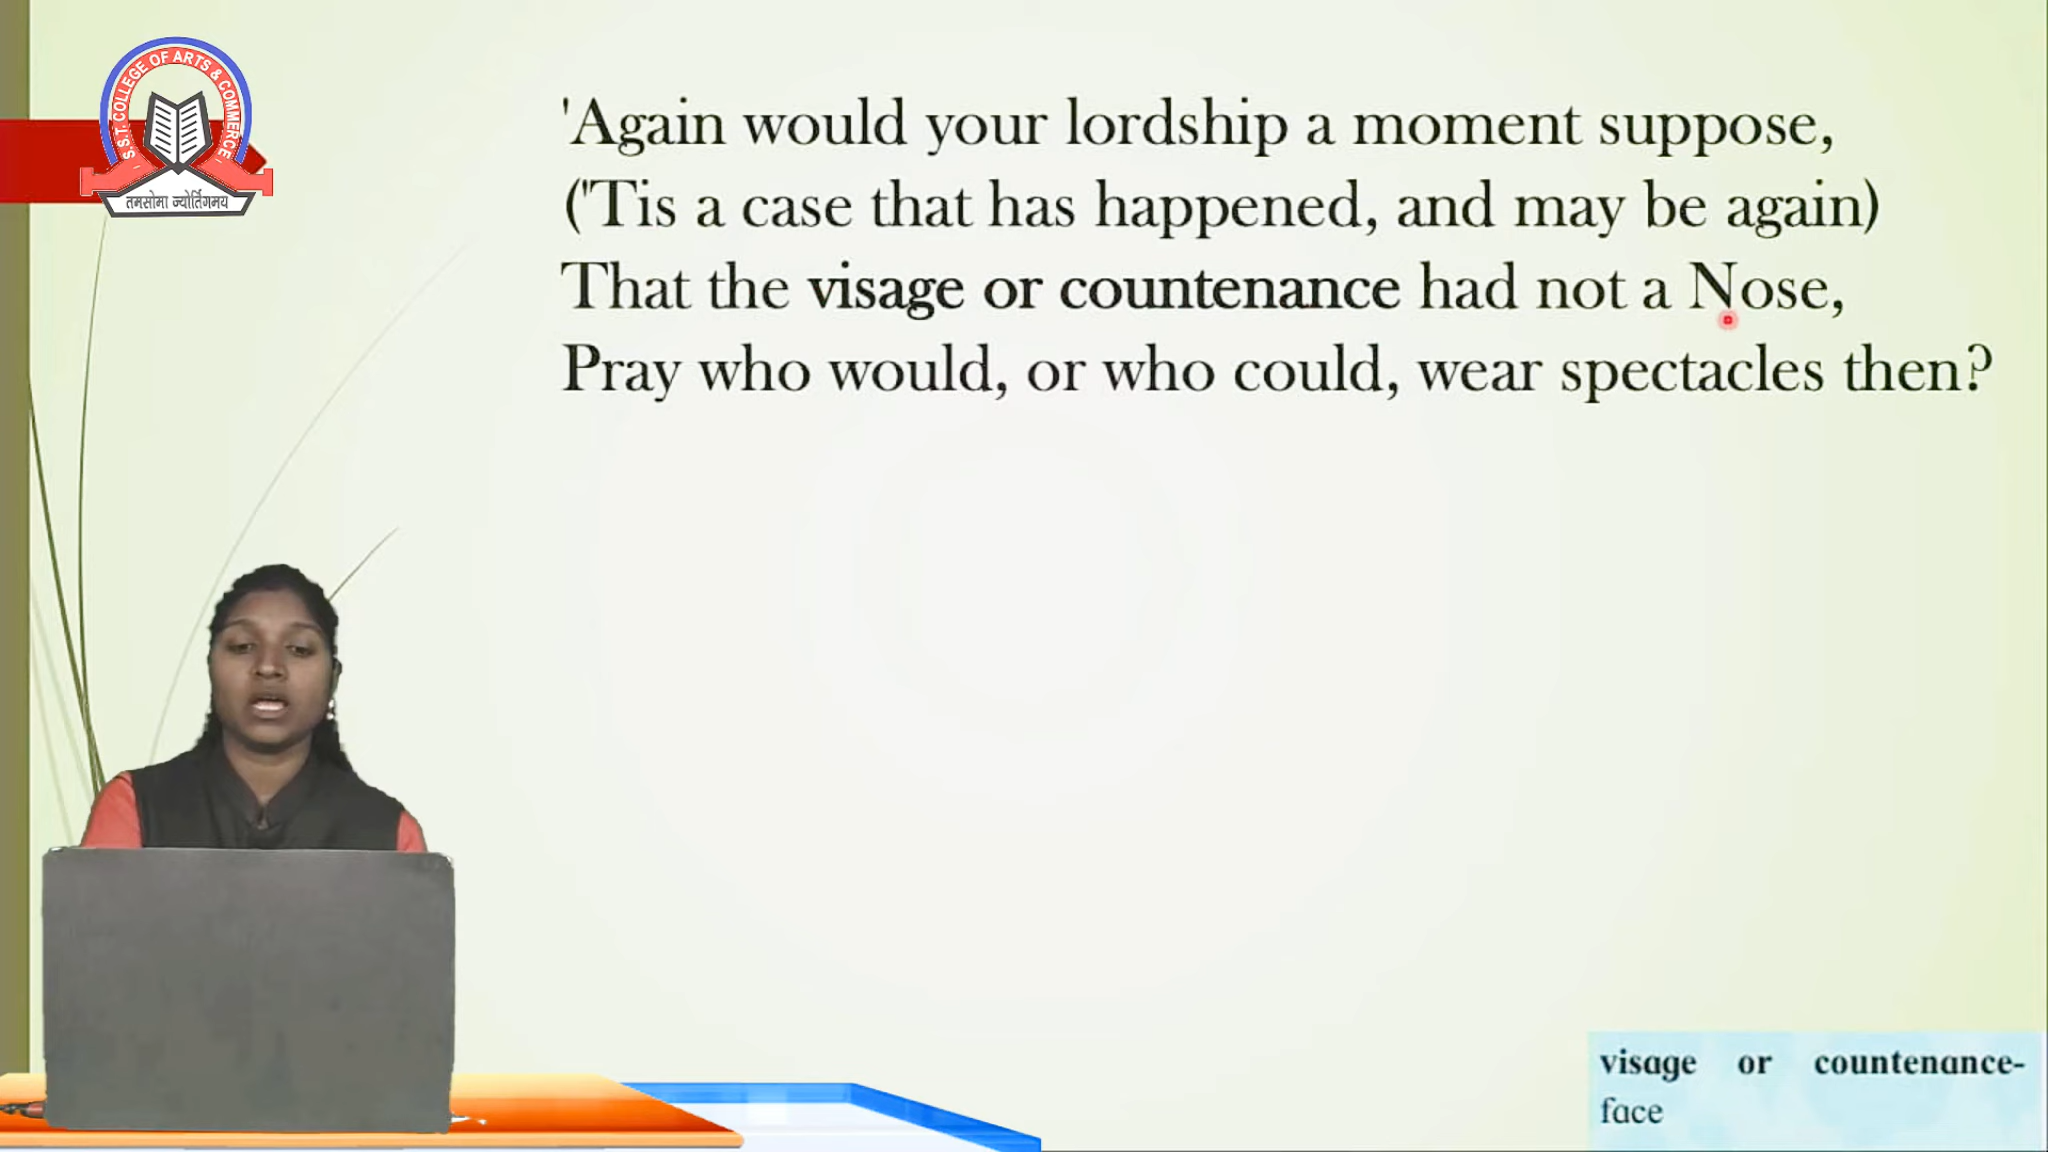 S.S.T. COLLEGE OF ARTS & COMMERCE
तमसोमा ज्योर्तिगमय
'Again would your lordship a moment suppose,
('Tis a case that has happened, and may be again)
That the visage or countenance had not a Nose,
Pray who would, or who could, wear spectacles then?
visage or countenance-
face